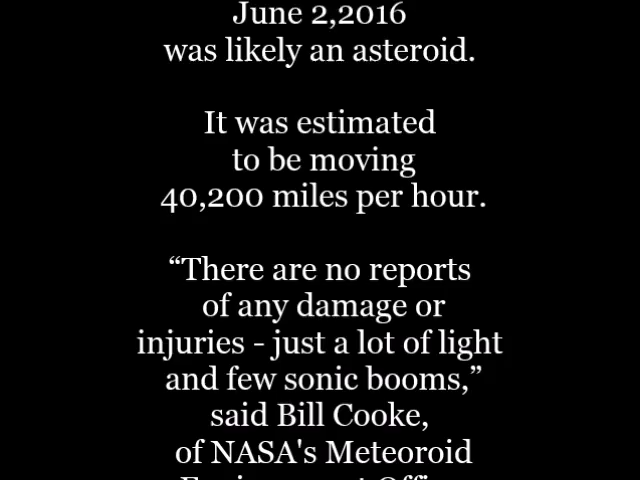 June 2,2016
was likely an asteroid.
It was estimated
to be moving
40,200 miles per hour.
“There are no reports
of any damage or
injuries - just a lot of light
and few sonic booms,”
said Bill Cooke,
of NASA's Meteoroid